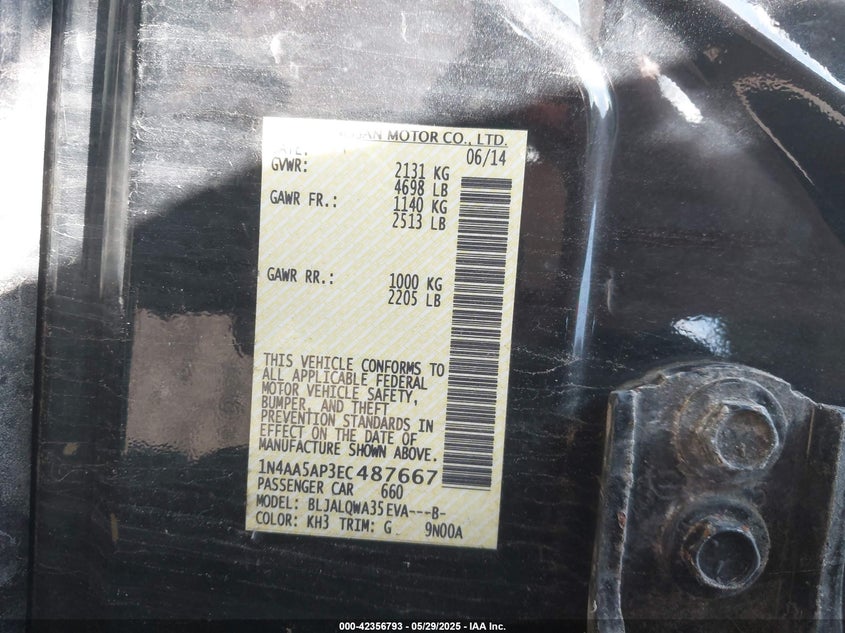 MOTOR CO., LTD.
06/14
GVWR: 2131 KG
4698 LB
GAWR FR.: 1140 KG
2513 LB
GAWR RR.: 1000 KG
2205 LB
THIS VEHICLE CONFORMS TO
ALL APPLICABLE FEDERAL
MOTOR VEHICLE SAFETY,
BUMPER, AND THEFT
PREVENTION STANDARDS IN
EFFECT ON THE DATE OF
MANUFACTURE SHOWN ABOVE.
1N4AA5AP3EC487667
PASSENGER CAR 660
MODEL: BLJALQWA35EVA---B-
COLOR: KH3 TRIM: G 9N00A
000-42356793 - 05/29/2025 - IAA Inc.